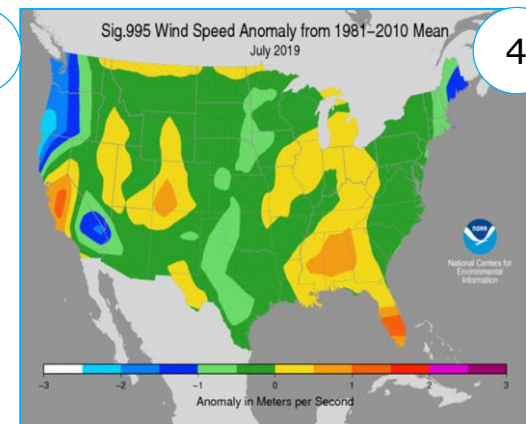 Sig.995 Wind Speed Anomaly from 1981–2010 Mean
July 2019
4
NOAA
National Centers for
Environmental
Information
−3 −2 −1 0 1 2 3
Anomaly in Meters per Second